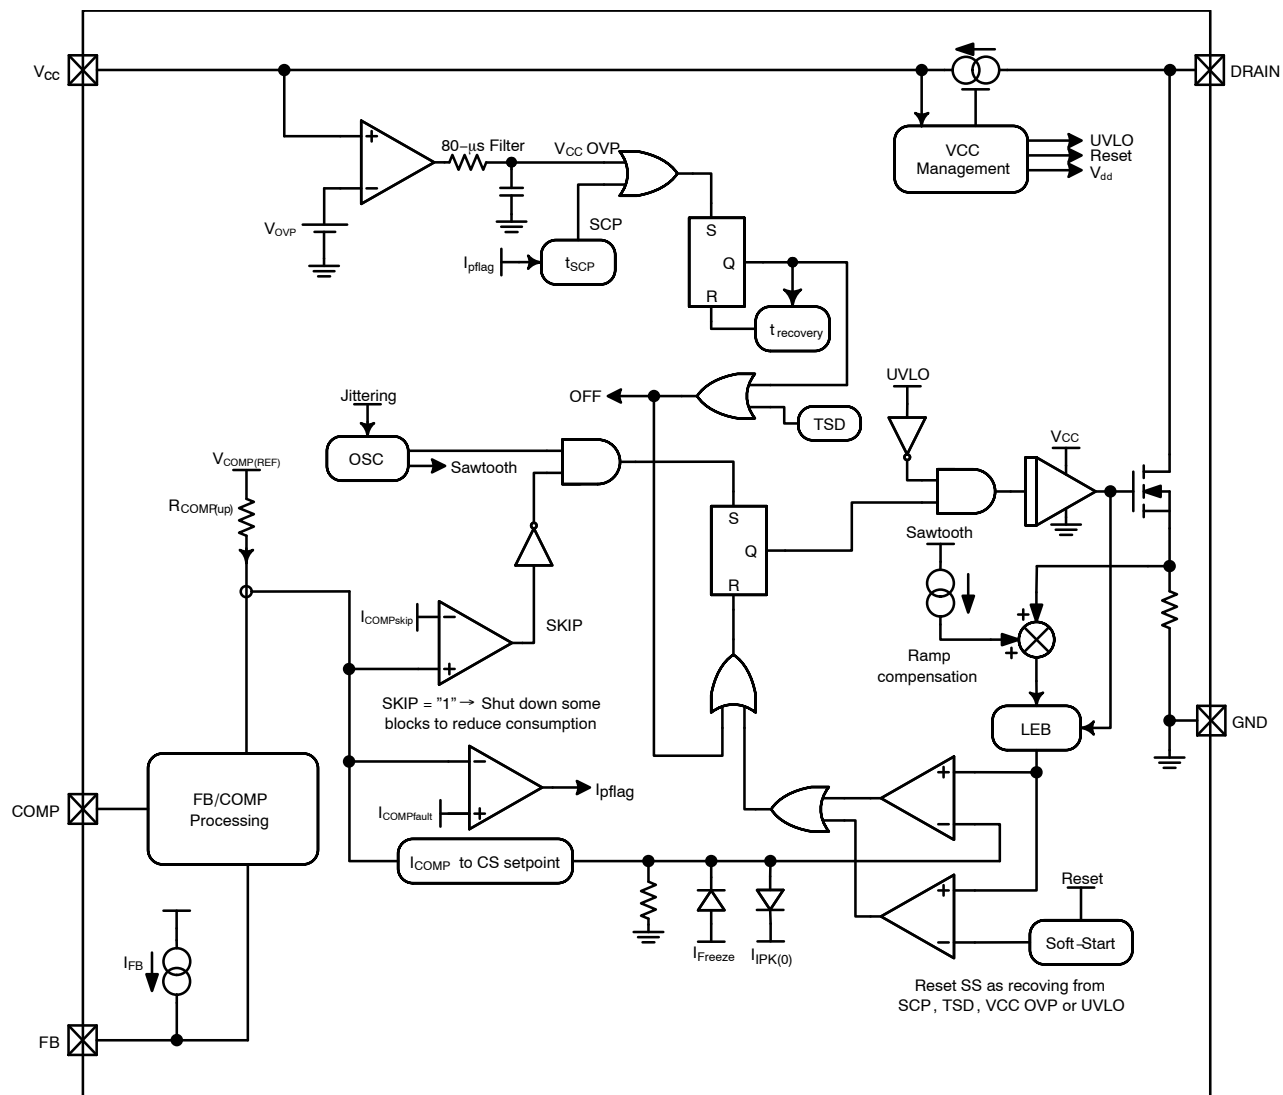 VCC
DRAIN
80–μs Filter
VCC OVP
VCC
Management
UVLO
Reset
Vdd
+
−
VOVP
SCP
Ipflag
tSCP
S
Q
R
trecovery
OFF
TSD
UVLO
Jittering
OSC
Sawtooth
VCOMP(REF)
RCOMP(up)
VCC
S
Q
R
Sawtooth
ICOMPskip
−
+
SKIP
+
+
Ramp
compensation
SKIP = ”1” → Shut down some
blocks to reduce consumption
LEB
GND
COMP
FB/COMP
Processing
−
+
Ipflag
ICOMPfault
+
−
ICOMP to CS setpoint
IFreeze
IIPK(0)
+
−
Reset
Soft–Start
IFB
Reset SS as recoving from
SCP, TSD, VCC OVP or UVLO
FB